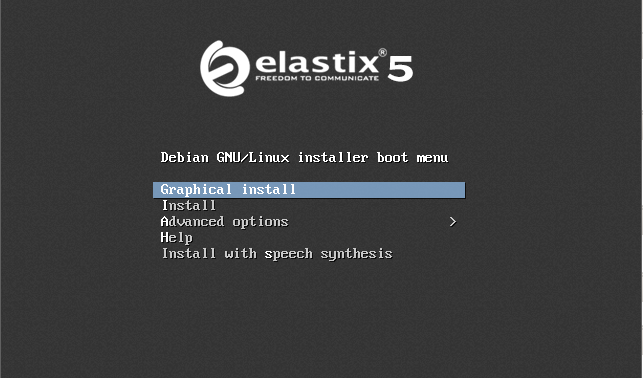 elastix® 5
FREEDOM TO COMMUNICATE
Debian GNU/Linux installer boot menu
Graphical install
Install
Advanced options >
Help
Install with speech synthesis